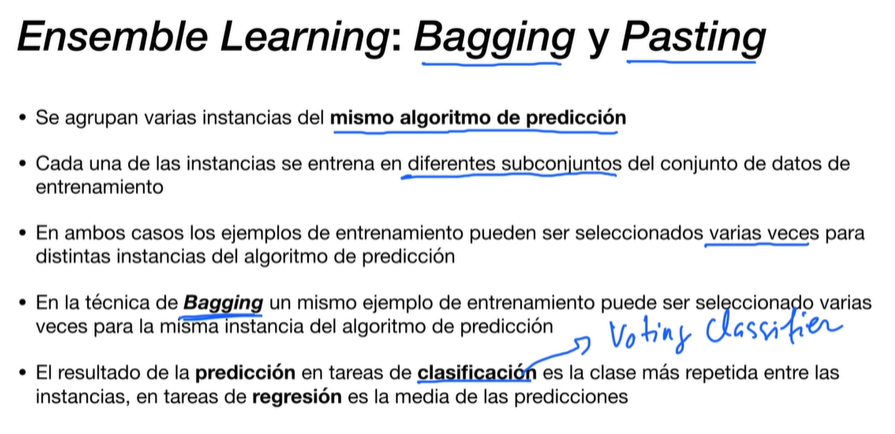 Ensemble Learning: Bagging y Pasting
• Se agrupan varias instancias del mismo algoritmo de predicción
• Cada una de las instancias se entrena en diferentes subconjuntos del conjunto de datos de
entrenamiento
• En ambos casos los ejemplos de entrenamiento pueden ser seleccionados varias veces para
distintas instancias del algoritmo de predicción
• En la técnica de Bagging un mismo ejemplo de entrenamiento puede ser seleccionado varias
veces para la misma instancia del algoritmo de predicción
Voting Classifier
• El resultado de la predicción en tareas de clasificación es la clase más repetida entre las
instancias, en tareas de regresión es la media de las predicciones